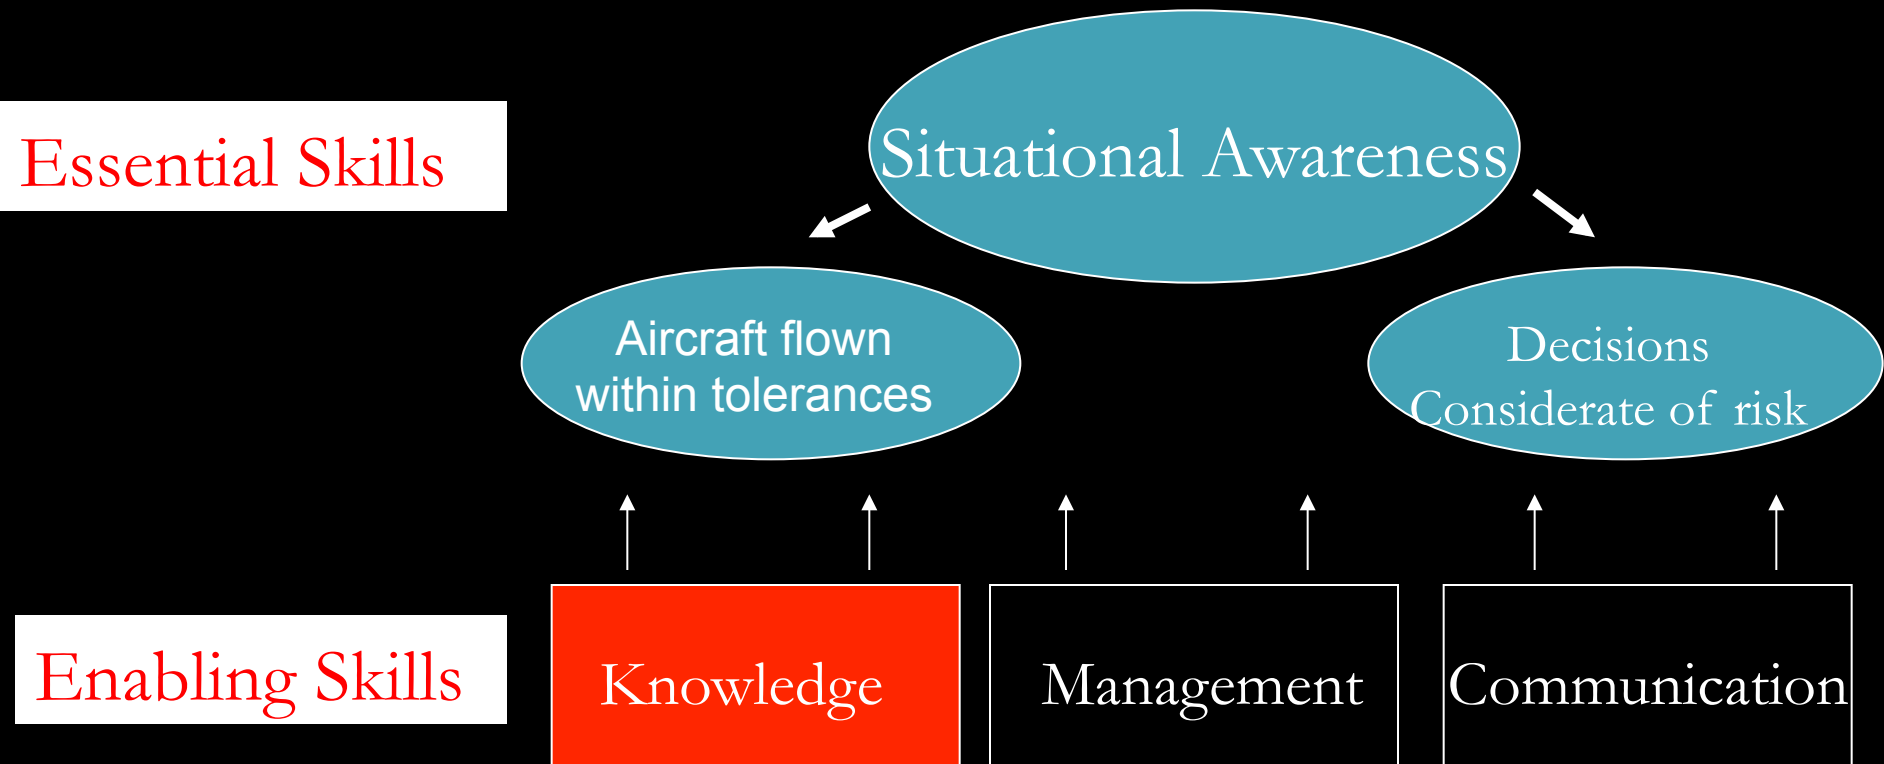 Situational Awareness
Essential Skills
Aircraft flown
within tolerances
Decisions
Considerate of risk
Enabling Skills
Knowledge
Management
Communication